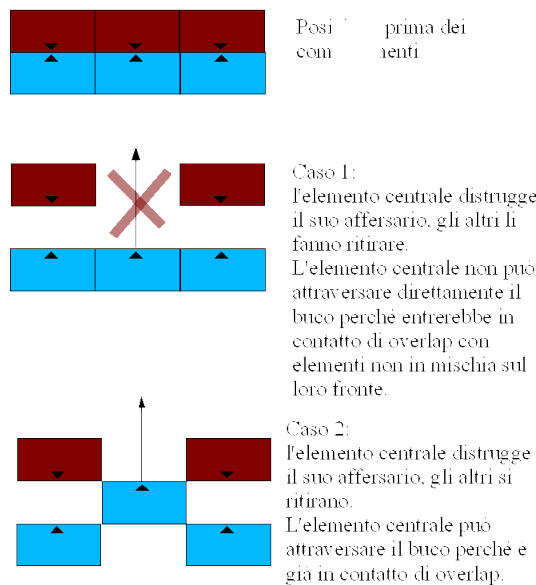 prima dei
Caso 1:
l'elemento centrale distrugge
il suo affersario, gli altri li
fanno ritirare.
L'elemento centrale non può
attraversare direttamente il
buco perché entrerebbe in
contatto di overlap con
elementi non in mischia sul
loro fronte.
Caso 2:
l'elemento centrale distrugge
il suo affersario, gli altri si
ritirano.
L'elemento centrale può
attraversare il buco perché è
già in contatto di overlap.